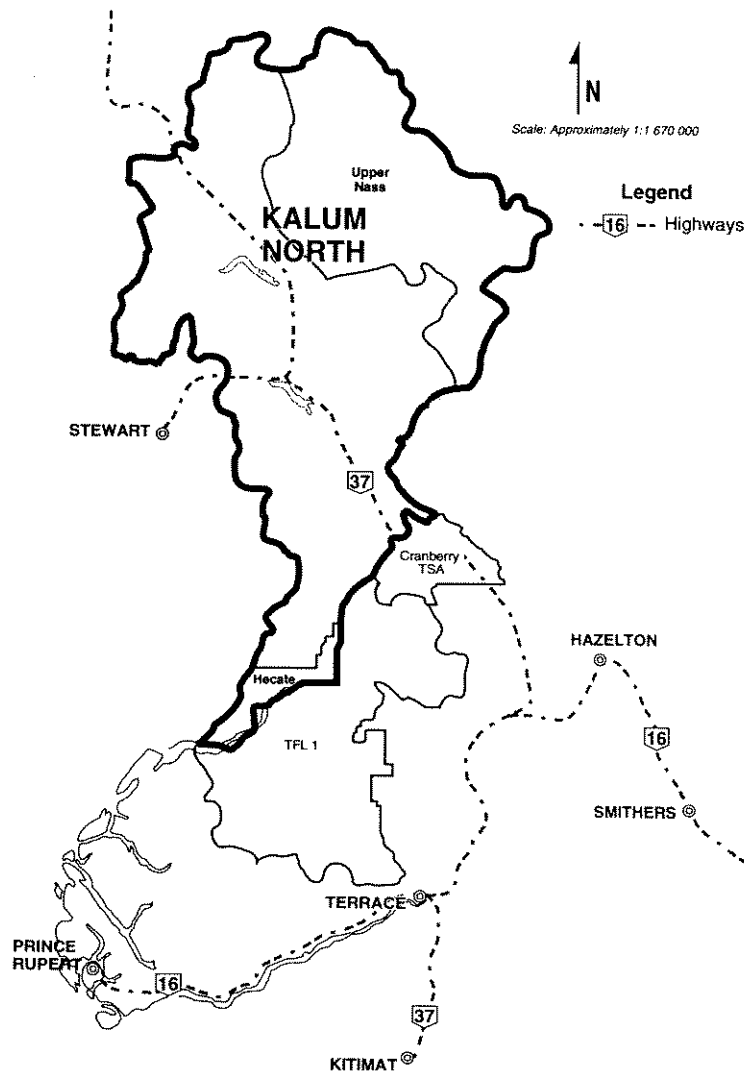 N
Scale: Approximately 1:1 670 000
Upper
Nass
Legend
16 Highways
KALUM
NORTH
STEWART
37
Cranberry
TSA
HAZELTON
Hecate
TFL 1
16
SMITHERS
TERRACE
PRINCE
RUPERT
16
37
KITIMAT